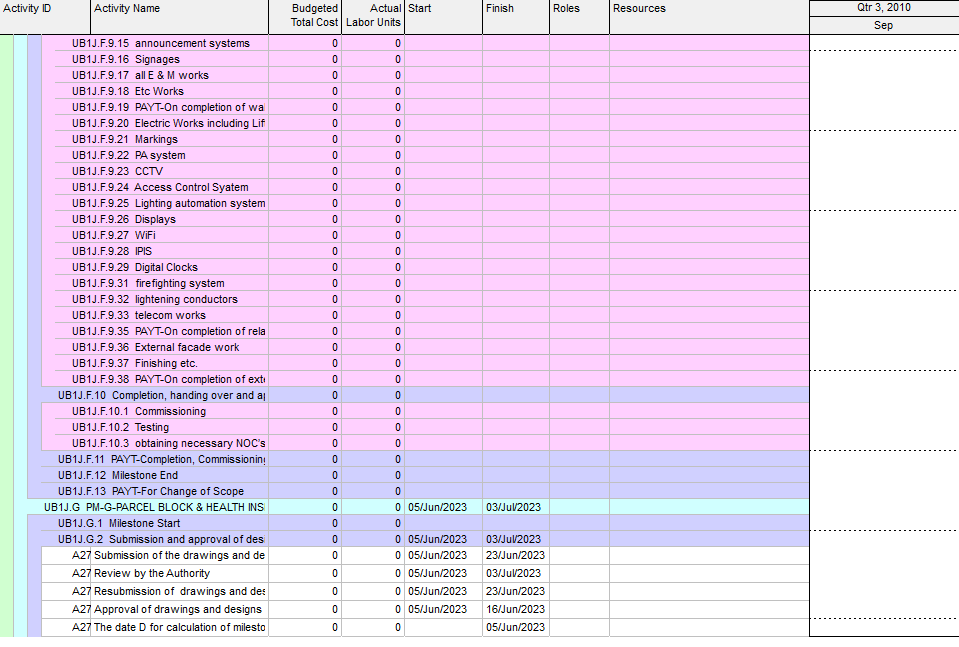 Activity ID Activity Name Budgeted Total Cost Actual Labor Units Start Finish Roles Resources Qtr 3, 2010
Sep
UB1J.F.9.15 announcement systems 0 0
UB1J.F.9.16 Signages 0 0
UB1J.F.9.17 all E & M works 0 0
UB1J.F.9.18 Etc Works 0 0
UB1J.F.9.19 PAYT-On completion of wa 0 0
UB1J.F.9.20 Electric Works including Lif 0 0
UB1J.F.9.21 Markings 0 0
UB1J.F.9.22 PA system 0 0
UB1J.F.9.23 CCTV 0 0
UB1J.F.9.24 Access Control Syatem 0 0
UB1J.F.9.25 Lighting automation system 0 0
UB1J.F.9.26 Displays 0 0
UB1J.F.9.27 WiFi 0 0
UB1J.F.9.28 IPIS 0 0
UB1J.F.9.29 Digital Clocks 0 0
UB1J.F.9.31 firefighting system 0 0
UB1J.F.9.32 lightening conductors 0 0
UB1J.F.9.33 telecom works 0 0
UB1J.F.9.35 PAYT-On completion of rela 0 0
UB1J.F.9.36 External facade work 0 0
UB1J.F.9.37 Finishing etc. 0 0
UB1J.F.9.38 PAYT-On completion of exte 0 0
UB1J.F.10 Completion, handing over and ap 0 0
UB1J.F.10.1 Commissioning 0 0
UB1J.F.10.2 Testing 0 0
UB1J.F.10.3 obtaining necessary NOC's 0 0
UB1J.F.11 PAYT-Completion, Commissioning 0 0
UB1J.F.12 Milestone End 0 0
UB1J.F.13 PAYT-For Change of Scope 0 0
UB1J.G PM-G-PARCEL BLOCK & HEALTH INS 0 0 05/Jun/2023 03/Jul/2023
UB1J.G.1 Milestone Start 0 0
UB1J.G.2 Submission and approval of desi 0 0 05/Jun/2023 03/Jul/2023
A27 Submission of the drawings and de 0 0 05/Jun/2023 23/Jun/2023
A27 Review by the Authority 0 0 05/Jun/2023 03/Jul/2023
A27 Resubmission of drawings and des 0 0 05/Jun/2023 23/Jun/2023
A27 Approval of drawings and designs 0 0 05/Jun/2023 16/Jun/2023
A27 The date D for calculation of milesto 0 0 05/Jun/2023